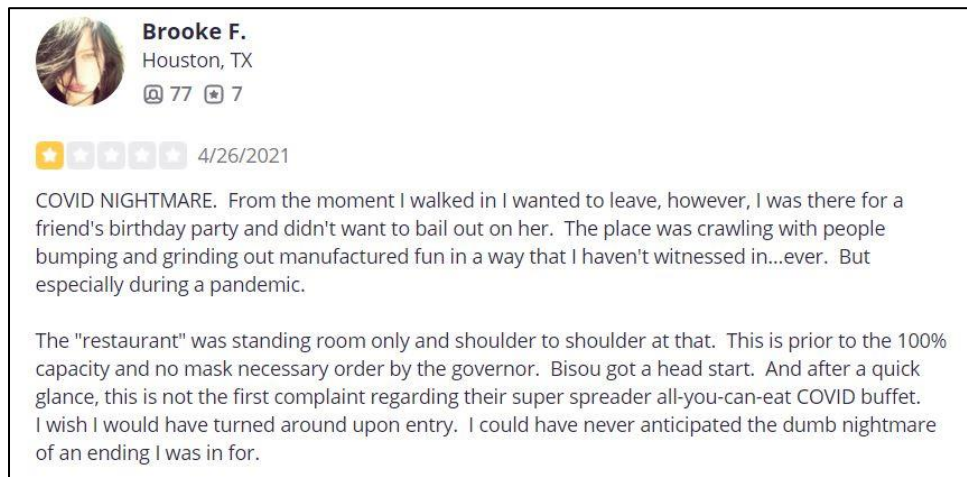 Brooke F.
Houston, TX
77 7
4/26/2021
COVID NIGHTMARE.  From the moment I walked in I wanted to leave, however, I was there for a
friend's birthday party and didn't want to bail out on her.  The place was crawling with people
bumping and grinding out manufactured fun in a way that I haven't witnessed in...ever.  But
especially during a pandemic.
The "restaurant" was standing room only and shoulder to shoulder at that.  This is prior to the 100%
capacity and no mask necessary order by the governor.  Bisou got a head start.  And after a quick
glance, this is not the first complaint regarding their super spreader all-you-can-eat COVID buffet.
I wish I would have turned around upon entry.  I could have never anticipated the dumb nightmare
of an ending I was in for.